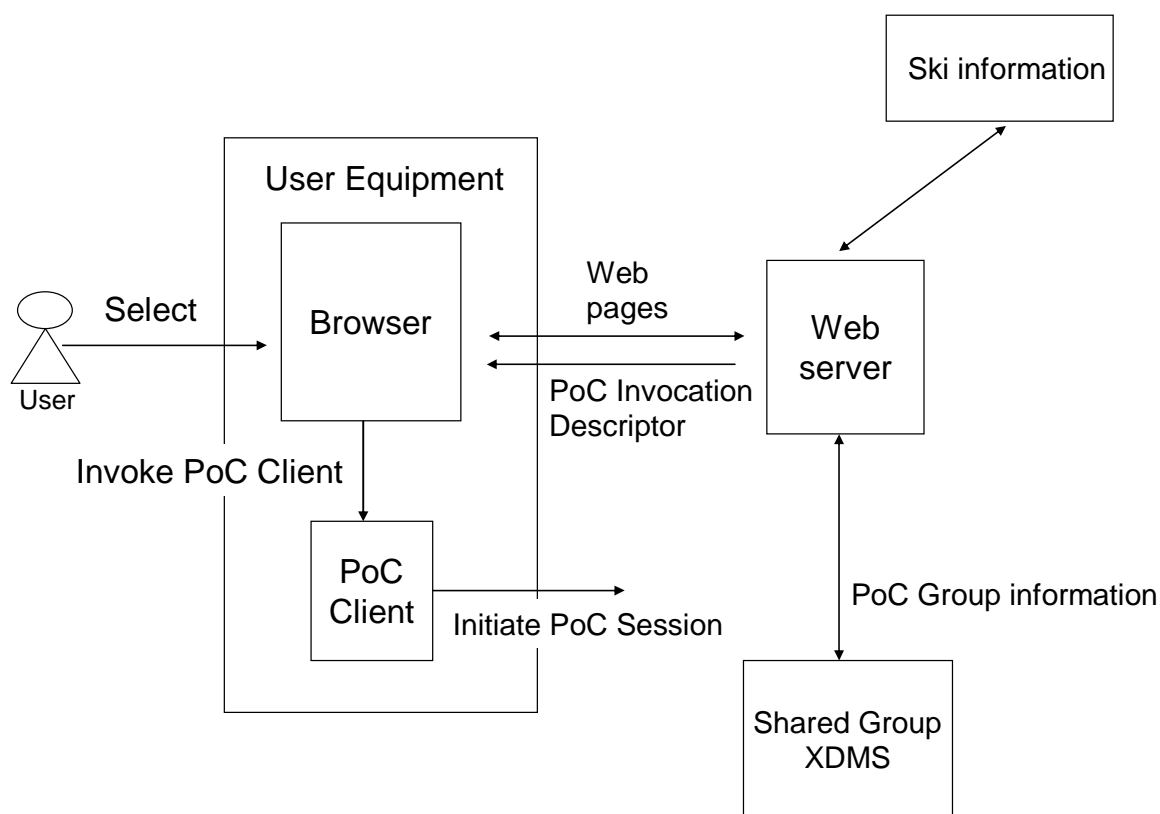 Ski information
User Equipment
Select
Browser
Web
pages
Web
server
PoC Invocation
Descriptor
User
Invoke PoC Client
PoC
Client
Initiate PoC Session
PoC Group information
Shared Group
XDMS